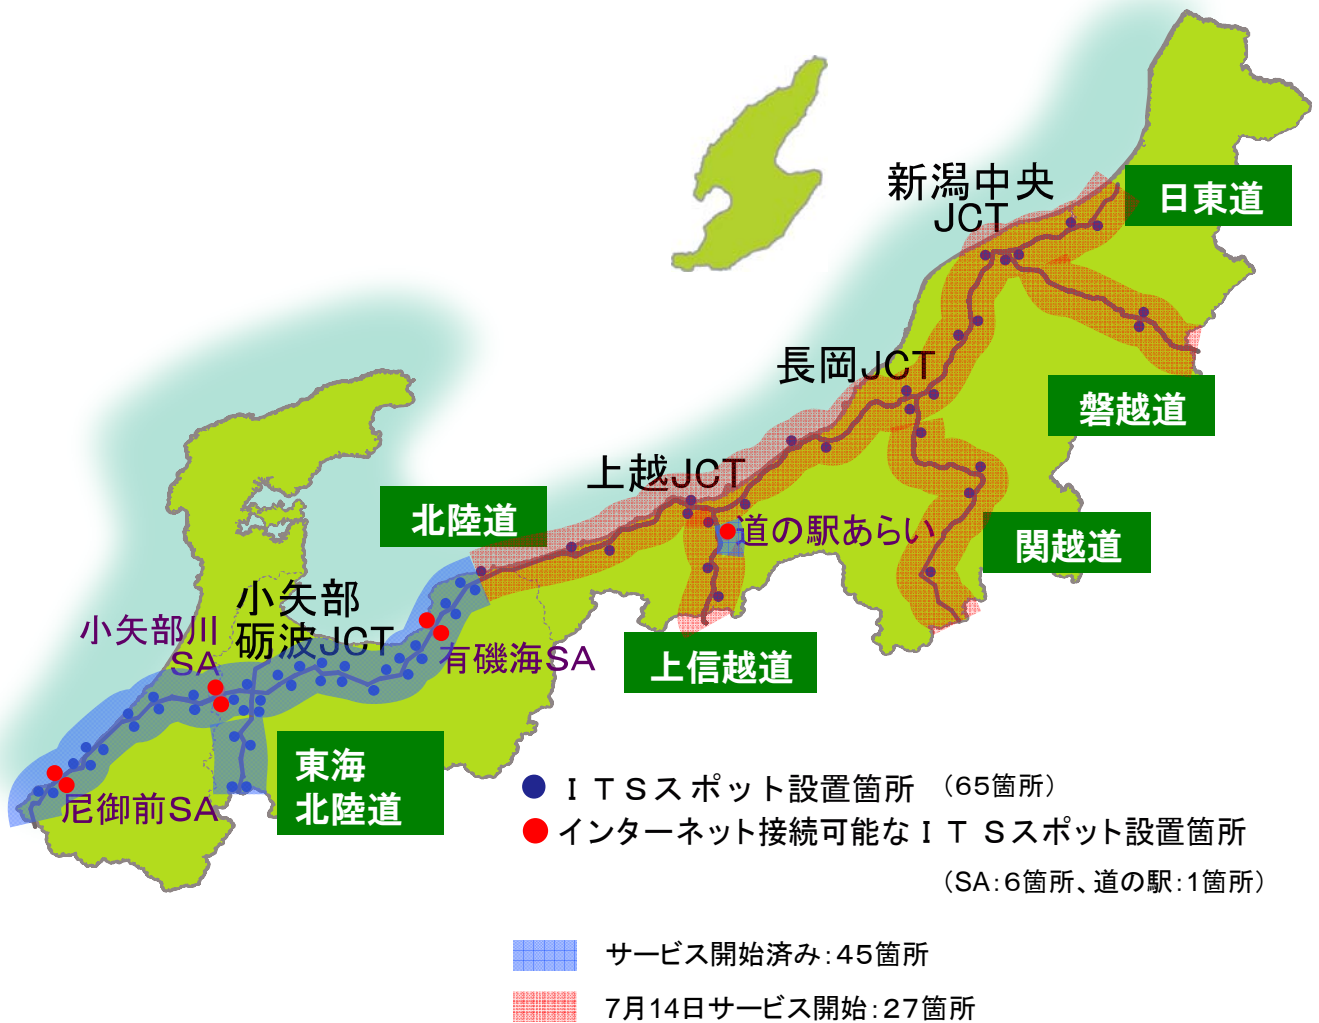 新潟中央
JCT
日東道
長岡JCT
磐越道
上越JCT
北陸道
道の駅あらい
関越道
小矢部
砺波JCT
小矢部川
SA
有磯海SA
上信越道
東海
北陸道
尼御前SA
ＩＴＳスポット設置箇所 （65箇所）
インターネット接続可能なＩＴＳスポット設置箇所
（SA：6箇所、道の駅：1箇所）
サービス開始済み：45箇所
7月14日サービス開始：27箇所